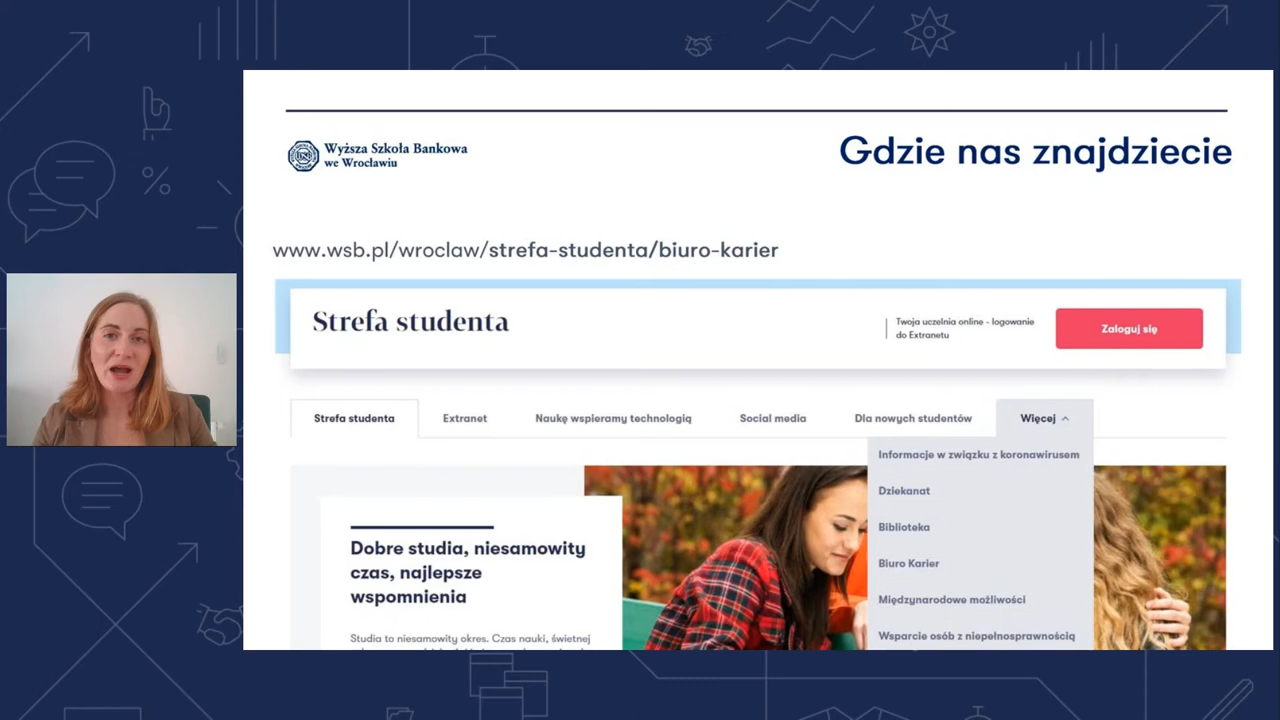 Wyższa Szkoła Bankowa
we Wrocławiu
Gdzie nas znajdziecie
www.wsb.pl/wroclaw/strefa-studenta/biuro-karier
Strefa studenta
Twoja uczelnia online - logowanie
do Extranetu
Zaloguj się
Strefa studenta
Extranet
Naukę wspieramy technologią
Social media
Dla nowych studentów
Więcej
Informacje w związku z koronawirusem
Dziekanat
Biblioteka
Biuro Karier
Międzynarodowe możliwości
Wsparcie osób z niepełnosprawnością
Dobre studia, niesamowity
czas, najlepsze
wspomnienia
Studia to niesamowity okres. Czas nauki, świetnej